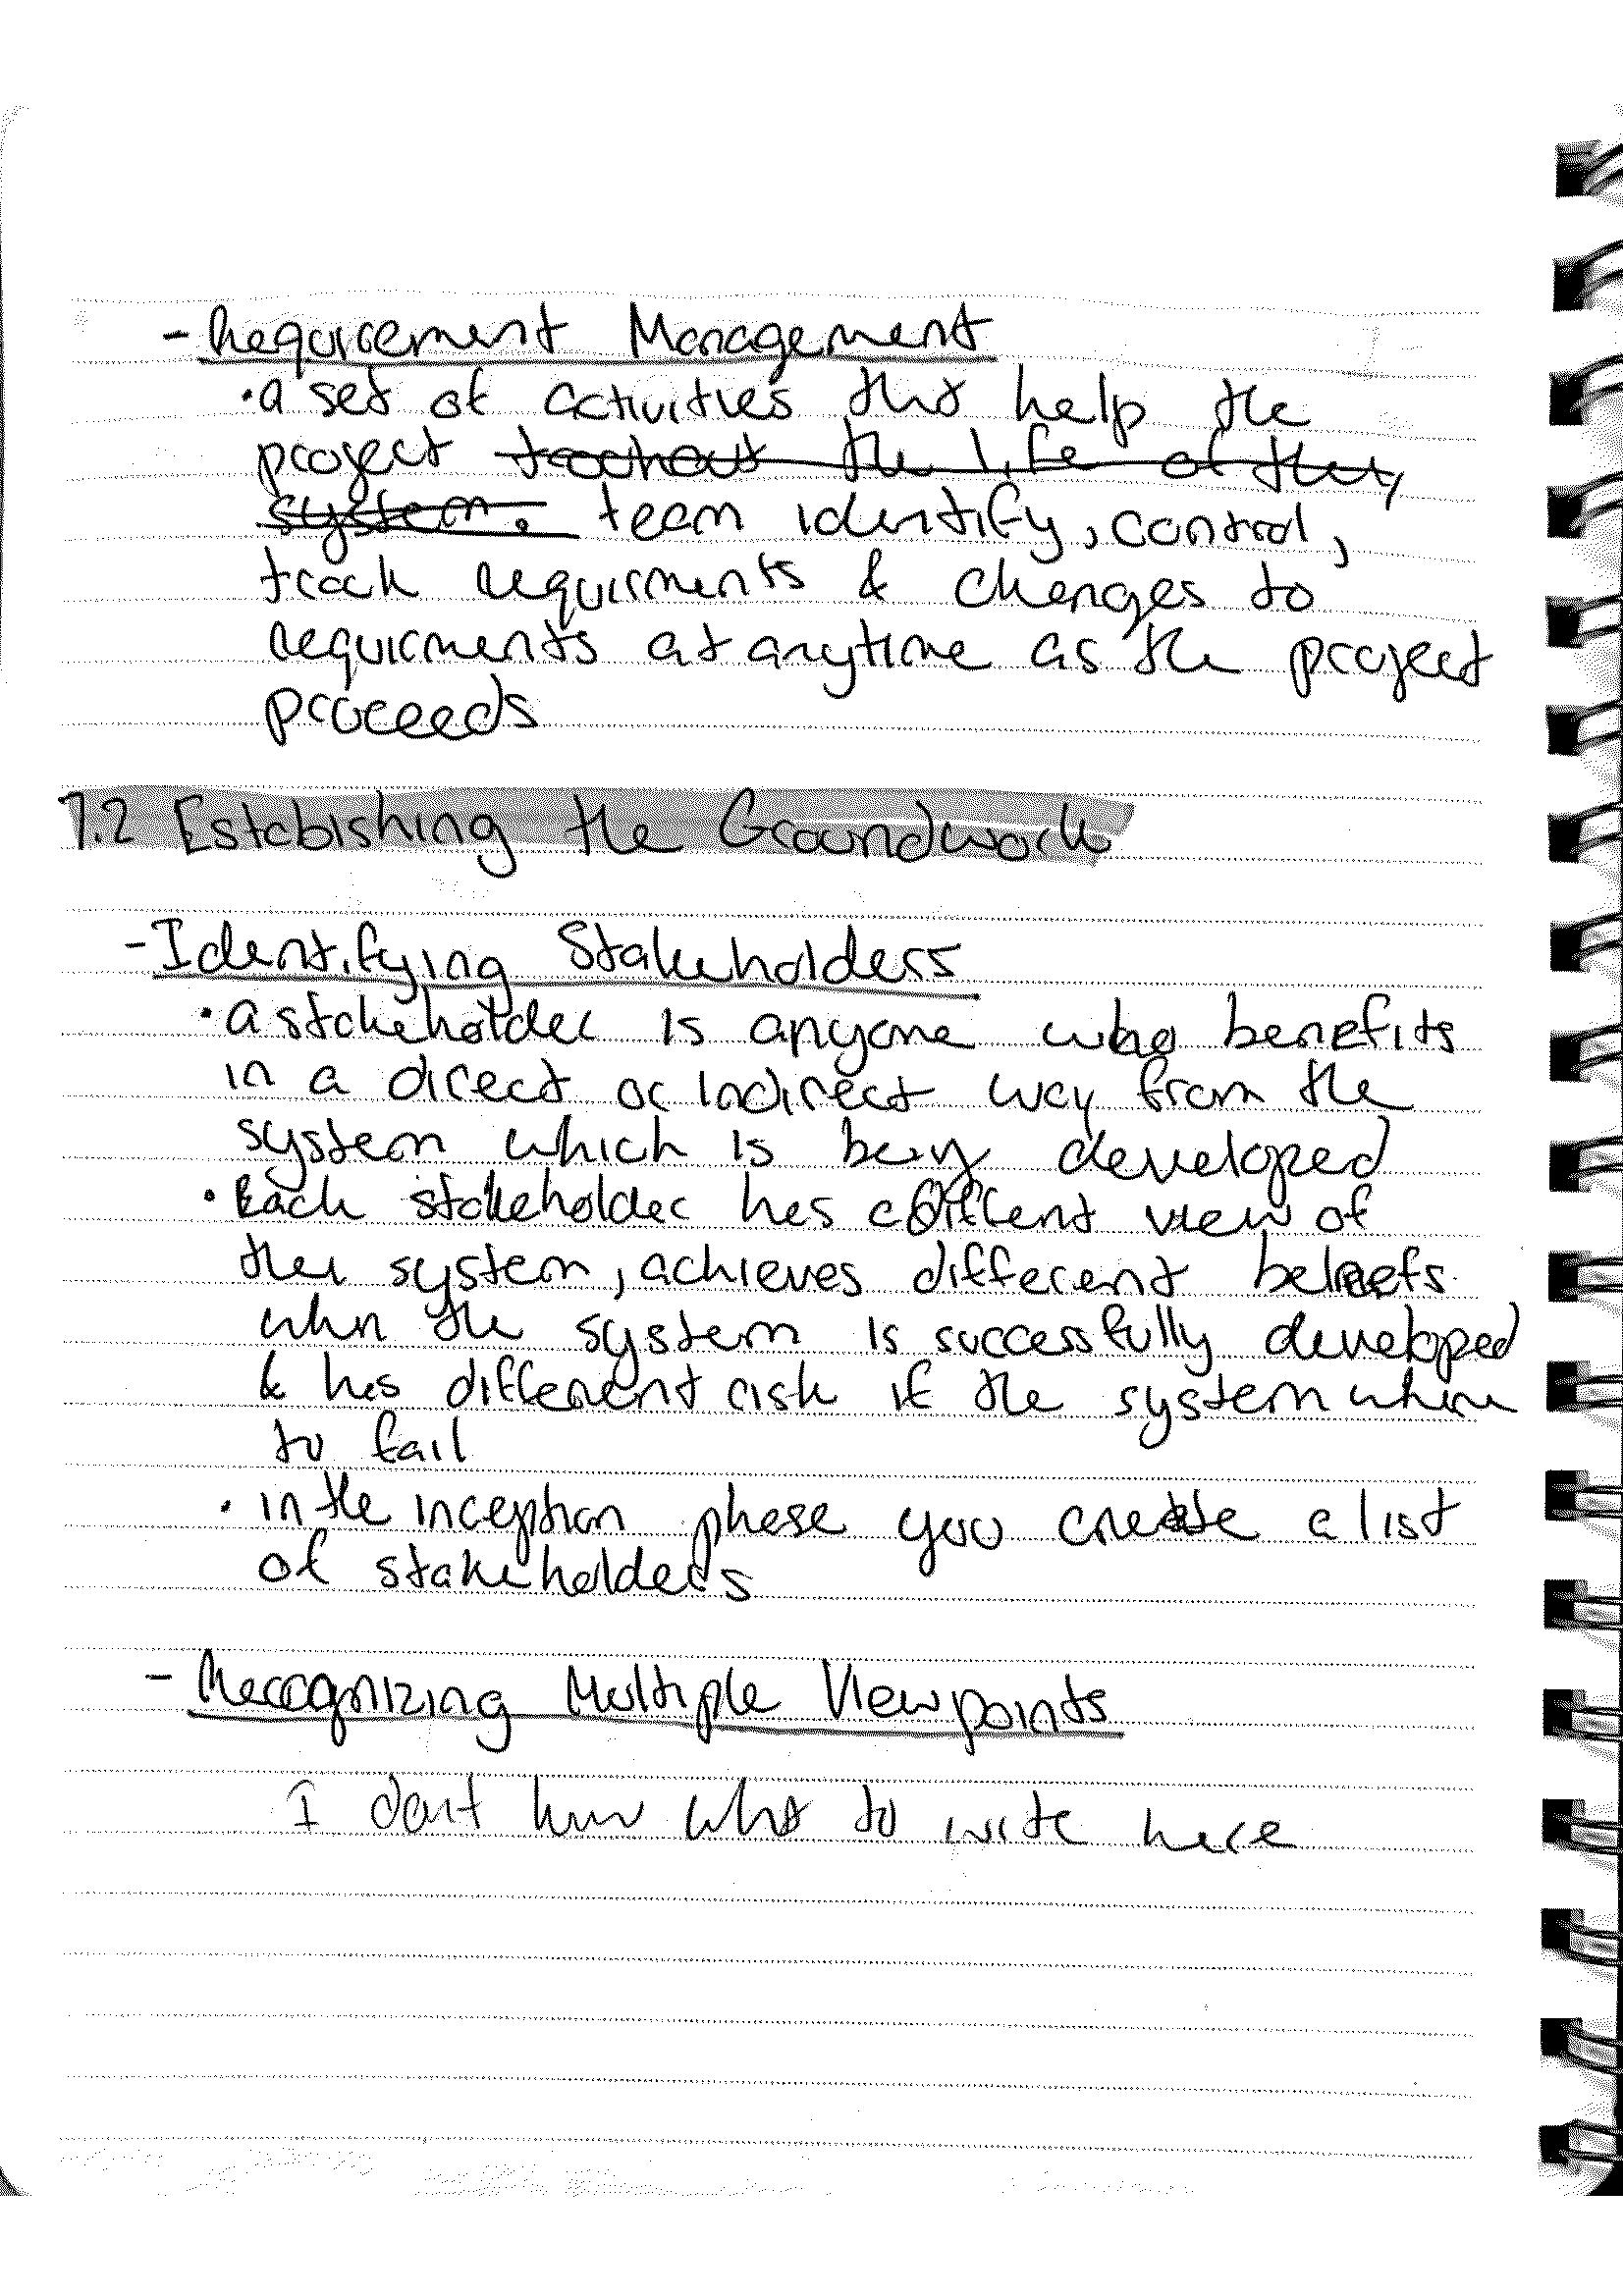 - Requirement Management
• a set of activities that help the
project troohout the life of the
system. team identify, control,
track requirments & changes to
requirments at anytime as the project
proceeds
7.2 Estabishing the Groundwork
- Identifying Stakeholders
• a stakeholder is anyone who benefits
in a direct or indirect way from the
system which is being developed
• Each stakeholder has different view of
the system, achieves different
when the system is successfully developed
& has different risk if the system where
to fail
• in the inception phase you create a list
of stakeholders
- Recognizing Multiple Viewpoints
I dont know what to write here